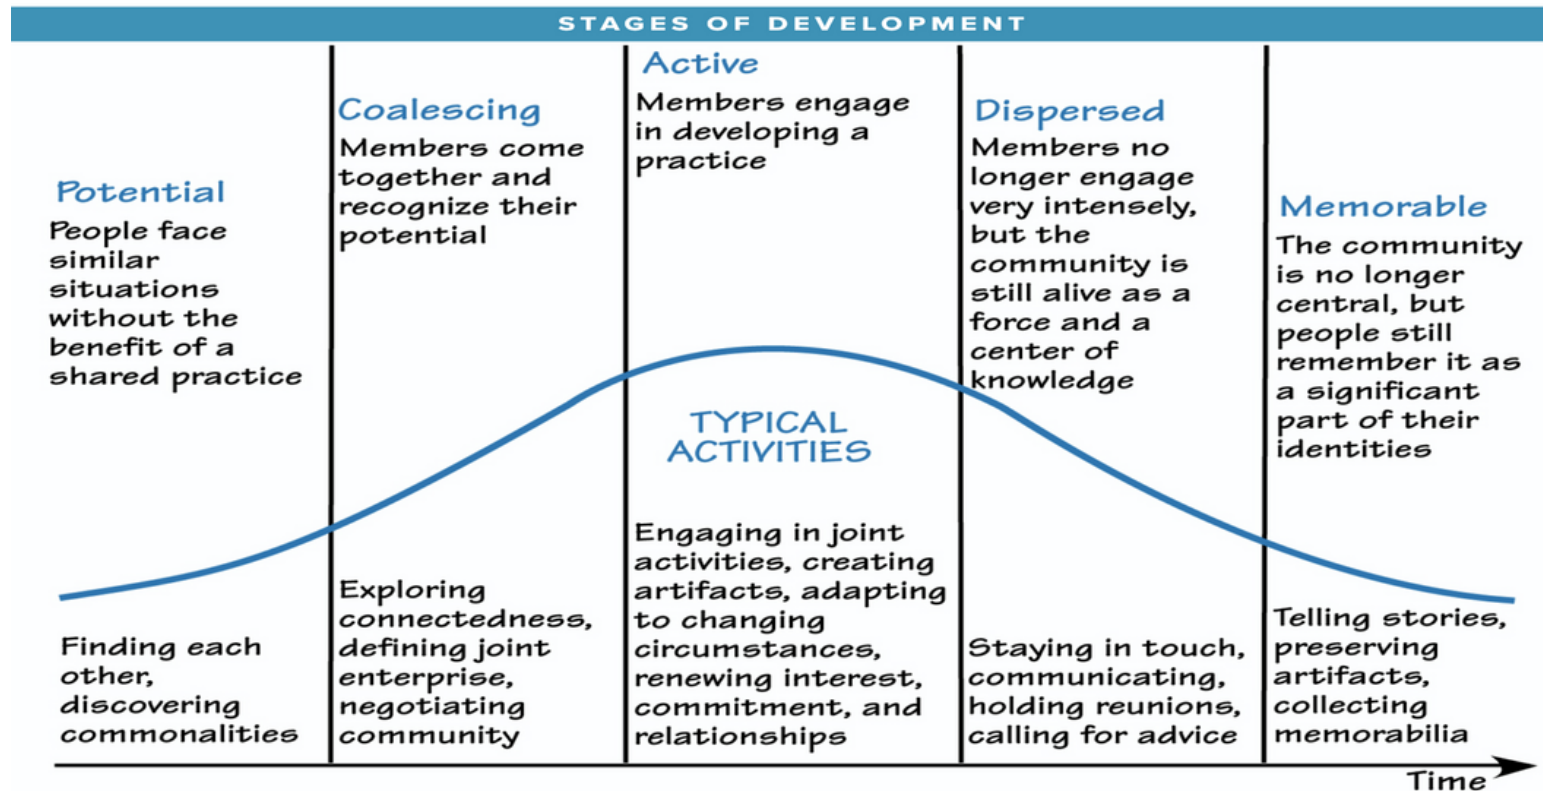 STAGES OF DEVELOPMENT
Potential
People face
similar
situations
without the
benefit of a
shared practice
Finding each
other,
discovering
commonalities
Coalescing
Members come
together and
recognize their
potential
Exploring
connectedness,
defining joint
enterprise,
negotiating
community
Active
Members engage
in developing a
practice
TYPICAL
ACTIVITIES
Engaging in joint
activities, creating
artifacts, adapting
to changing
circumstances,
renewing interest,
commitment, and
relationships
Dispersed
Members no
longer engage
very intensely,
but the
community is
still alive as a
force and a
center of
knowledge
Staying in touch,
communicating,
holding reunions,
calling for advice
Memorable
The community
is no longer
central, but
people still
remember it as
a significant
part of their
identities
Telling stories,
preserving
artifacts,
collecting
memorabilia
Time